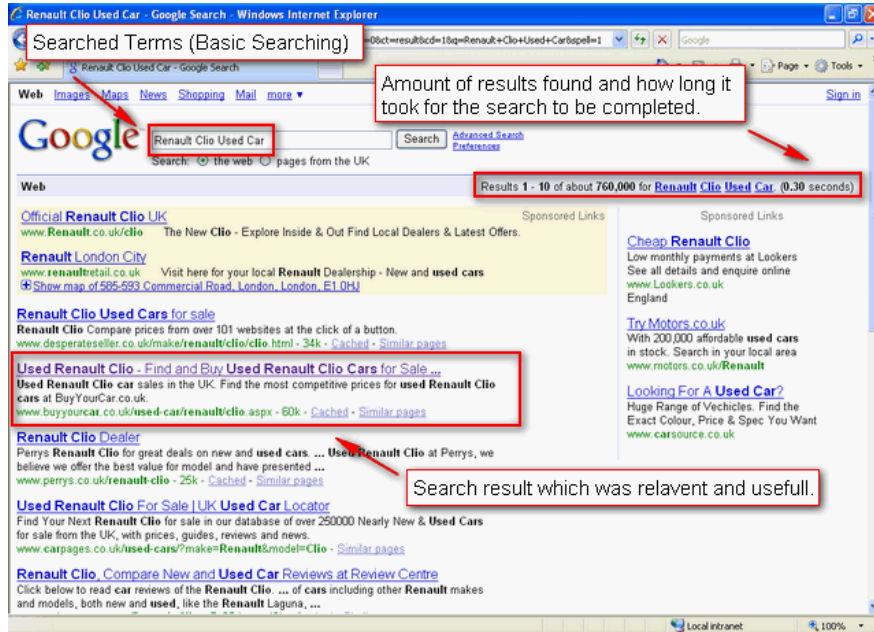 Renault Clio Used Car - Google Search - Windows Internet Explorer
Searched Terms (Basic Searching)
=0&ct=result&cd=1&q=Renault+Clio+Used+Car&spell=1
Google
Renault Clio Used Car - Google Search
Page
Tools
Amount of results found and how long it
took for the search to be completed.
Web Images Maps News Shopping Mail more ▼
Sign in
Google
Renault Clio Used Car
Search
Advanced Search
Preferences
Search: the web pages from the UK
Web
Results 1 - 10 of about 760,000 for Renault Clio Used Car. (0.30 seconds)
Official Renault Clio UK
Sponsored Links
www.Renault.co.uk/clio The New Clio - Explore Inside & Out Find Local Dealers & Latest Offers.
Renault London City
www.renaultretail.co.uk Visit here for your local Renault Dealership - New and used cars
Show map of 585-593 Commercial Road, London, London, E1 0HJ
Renault Clio Used Cars for sale
Renault Clio Compare prices from over 101 websites at the click of a button.
www.desperateseller.co.uk/make/renault/clio/clio.html - 34k - Cached - Similar pages
Used Renault Clio - Find and Buy Used Renault Clio Cars for Sale ...
Used Renault Clio car sales in the UK. Find the most competitive prices for used Renault Clio
cars at BuyYourCar.co.uk.
www.buyyourcar.co.uk/used-car/renault/clio.aspx - 60k - Cached - Similar pages
Renault Clio Dealer
Perrys Renault Clio for great deals on new and used cars. ... Used Renault Clio at Perrys, we
believe we offer the best value for model and have presented ...
www.perrys.co.uk/renault-clio - 25k - Cached - Similar pages
Used Renault Clio For Sale | UK Used Car Locator
Find Your Next Renault Clio for sale in our database of over 250000 Nearly New & Used Cars
for sale from the UK, with prices, guides, reviews and news.
www.carpages.co.uk/used-cars/?make=Renault&model=Clio - Similar pages
Renault Clio, Compare New and Used Car Reviews at Review Centre
Click below to read car reviews of the Renault Clio. ... of cars including other Renault makes
and models, both new and used, like the Renault Laguna, ...
Sponsored Links
Cheap Renault Clio
Low monthly payments at Lookers
See all details and enquire online
www.Lookers.co.uk
England
Try Motors.co.uk
With 200,000 affordable used cars
in stock. Search in your local area
www.motors.co.uk/Renault
Looking For A Used Car?
Huge Range of Vechicles. Find the
Exact Colour, Price & Spec You Want
www.carsource.co.uk
Search result which was relavent and usefull.
Local intranet
100%